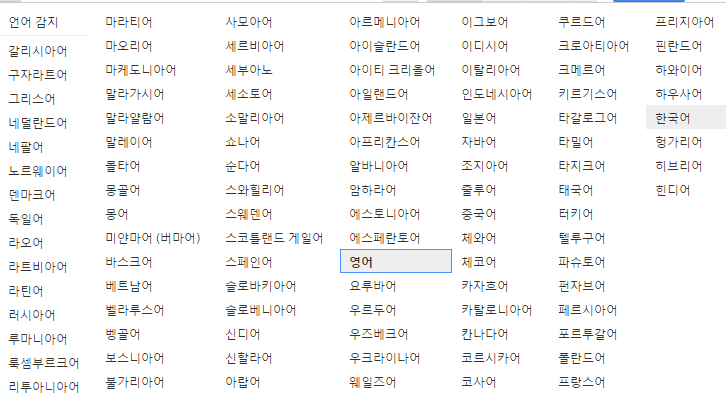 언어 감지
갈리시아어
구자라트어
그리스어
네덜란드어
네팔어
노르웨이어
덴마크어
독일어
라오어
라트비아어
라틴어
러시아어
루마니아어
룩셈부르크어
리투아니아어
마라티어
마오리어
마케도니아어
말라가시어
말라얄람어
말레이어
몰타어
몽골어
몽어
미얀마어 (버마어)
바스크어
베트남어
벨라루스어
벵골어
보스니아어
불가리아어
사모아어
세르비아어
세부아노
세소토어
소말리아어
쇼나어
순다어
스와힐리어
스웨덴어
스코틀랜드 게일어
스페인어
슬로바키아어
슬로베니아어
신디어
신할라어
아랍어
아르메니아어
아이슬란드어
아이티 크리올어
아일랜드어
아제르바이잔어
아프리칸스어
알바니아어
암하라어
에스토니아어
에스페란토어
영어
요루바어
우르두어
우즈베크어
우크라이나어
웨일즈어
이그보어
이디시어
이탈리아어
인도네시아어
일본어
자바어
조지아어
줄루어
중국어
체와어
체코어
카자흐어
카탈로니아어
칸나다어
코르시카어
코사어
쿠르드어
크로아티아어
크메르어
키르기스어
타갈로그어
타밀어
타지크어
태국어
터키어
텔루구어
파슈토어
펀자브어
페르시아어
포르투갈어
폴란드어
프랑스어
프리지아어
핀란드어
하와이어
하우사어
한국어
헝가리어
히브리어
힌디어